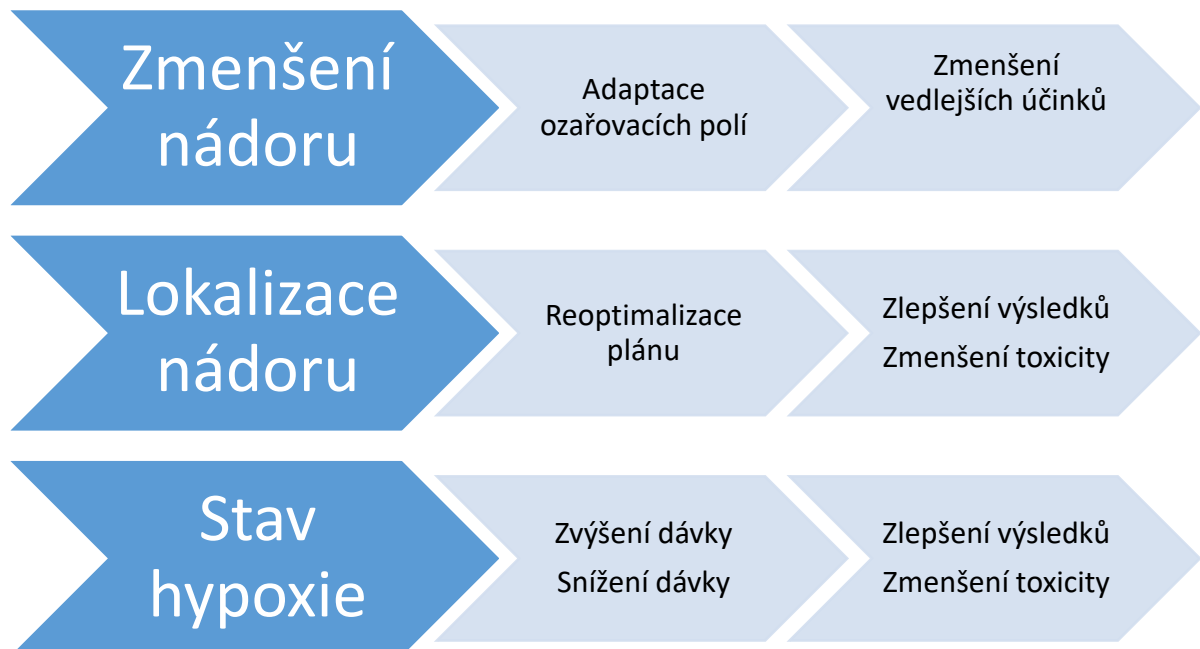 Zmenšení
nádoru
Adaptace
ozařovacích polí
Zmenšení
vedlejších účinků
Lokalizace
nádoru
Reoptimalizace
plánu
Zlepšení výsledků
Zmenšení toxicity
Stav
hypoxie
Zvýšení dávky
Snížení dávky
Zlepšení výsledků
Zmenšení toxicity